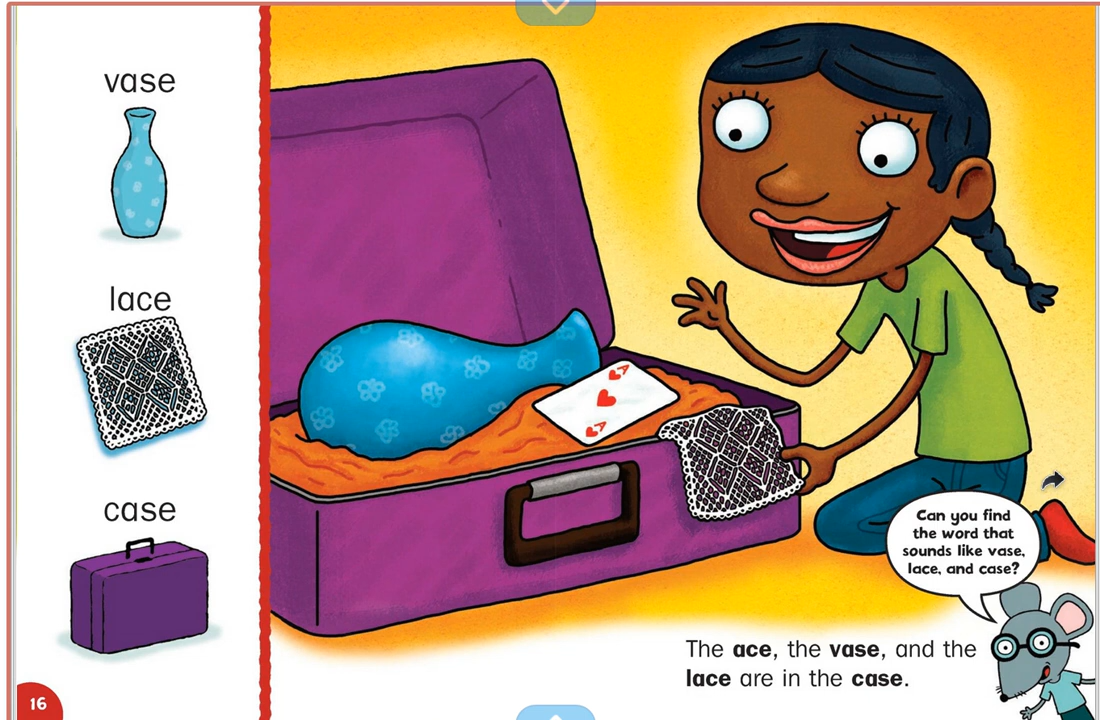 vase
lace
case
A
A
Can you find
the word that
sounds like vase,
lace, and case?
The ace, the vase, and the
lace are in the case.
16